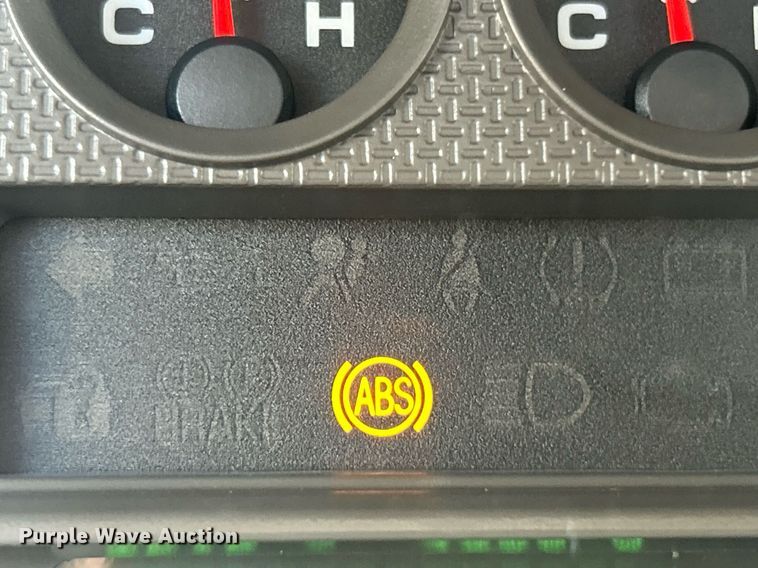 C H C
BRAKE
ABS
Purple Wave Auction